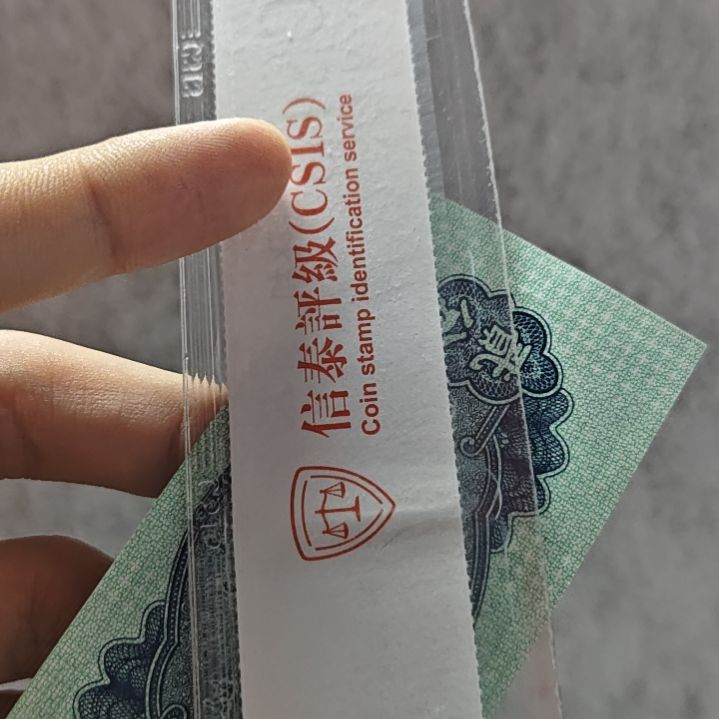 信泰評級(CSIS)
Coin stamp identification service